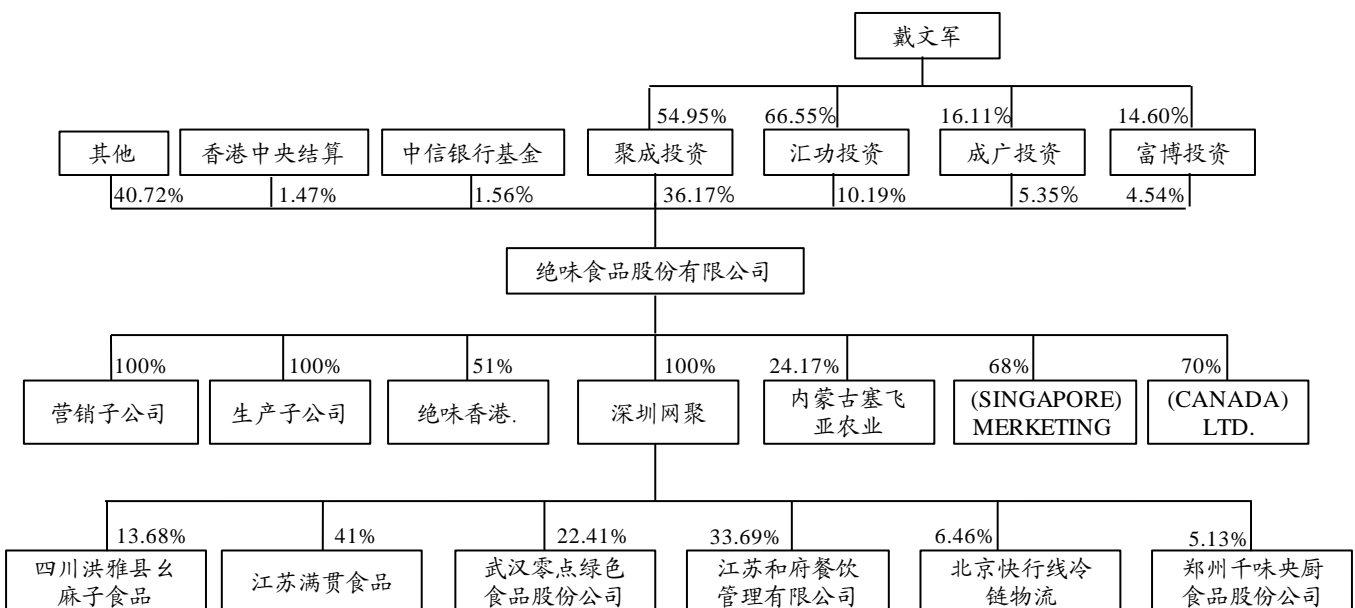 戴文军
54.95% 66.55% 16.11% 14.60%
其他 香港中央结算 中信银行基金 聚成投资 汇功投资 成广投资 富博投资
40.72% 1.47% 1.56% 36.17% 10.19% 5.35% 4.54%
绝味食品股份有限公司
100% 100% 51% 100% 24.17% 68% 70%
营销子公司 生产子公司 绝味香港. 深圳网聚 内蒙古塞飞 (SINGAPORE) (CANADA)
亚农业 MERKETING LTD.
13.68% 41% 22.41% 33.69% 6.46% 5.13%
四川洪雅县幺 江苏满贯食品 武汉零点绿色 江苏和府餐饮 北京快行线冷 郑州千味央厨
麻子食品 食品股份公司 管理有限公司 链物流 食品股份公司